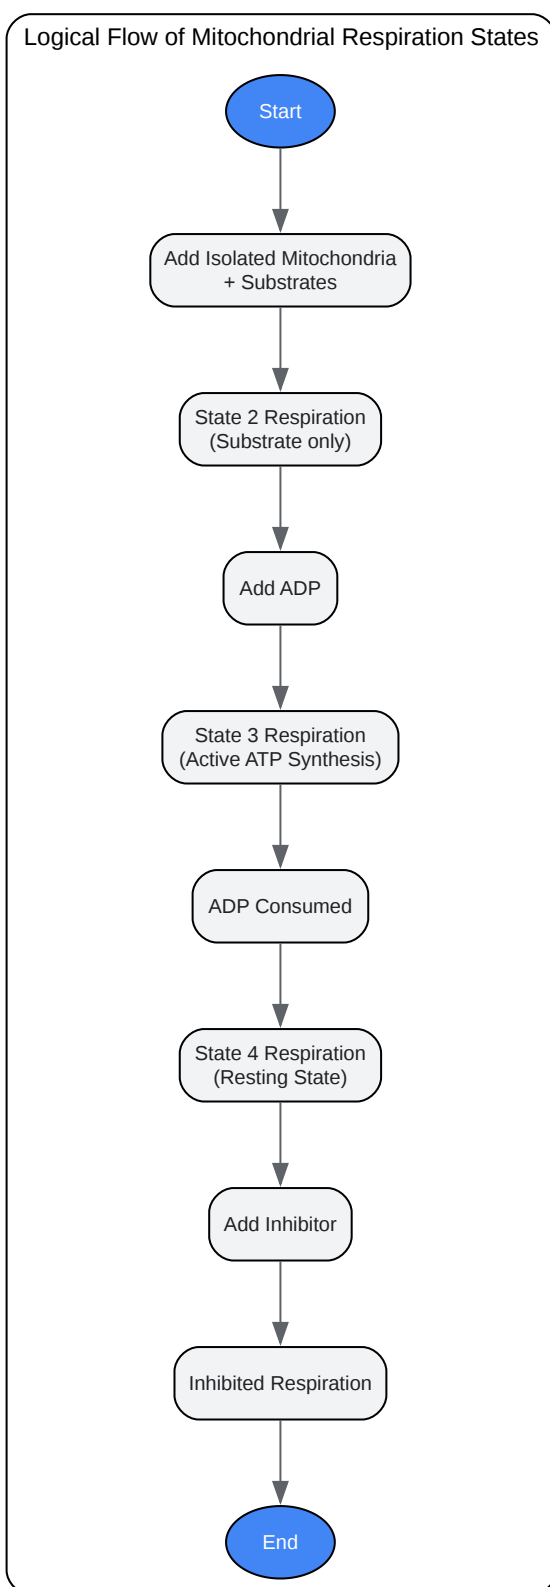 Logical Flow of Mitochondrial Respiration States
Start
Add Isolated Mitochondria
+ Substrates
State 2 Respiration
(Substrate only)
Add ADP
State 3 Respiration
(Active ATP Synthesis)
ADP Consumed
State 4 Respiration
(Resting State)
Add Inhibitor
Inhibited Respiration
End